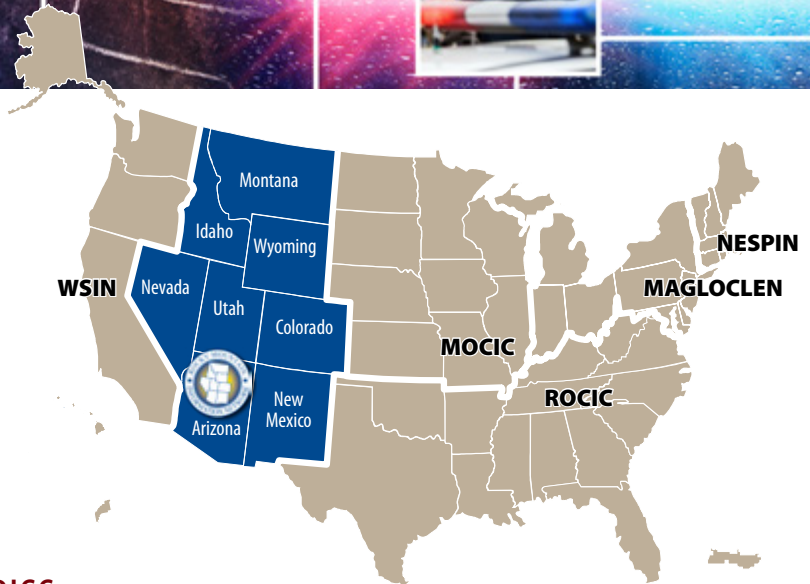 Montana
Idaho
Wyoming
NESPIN
WSIN
Nevada
MAGLOCLEN
Utah
Colorado
MOCIC
ROCIC
New
Mexico
Arizona